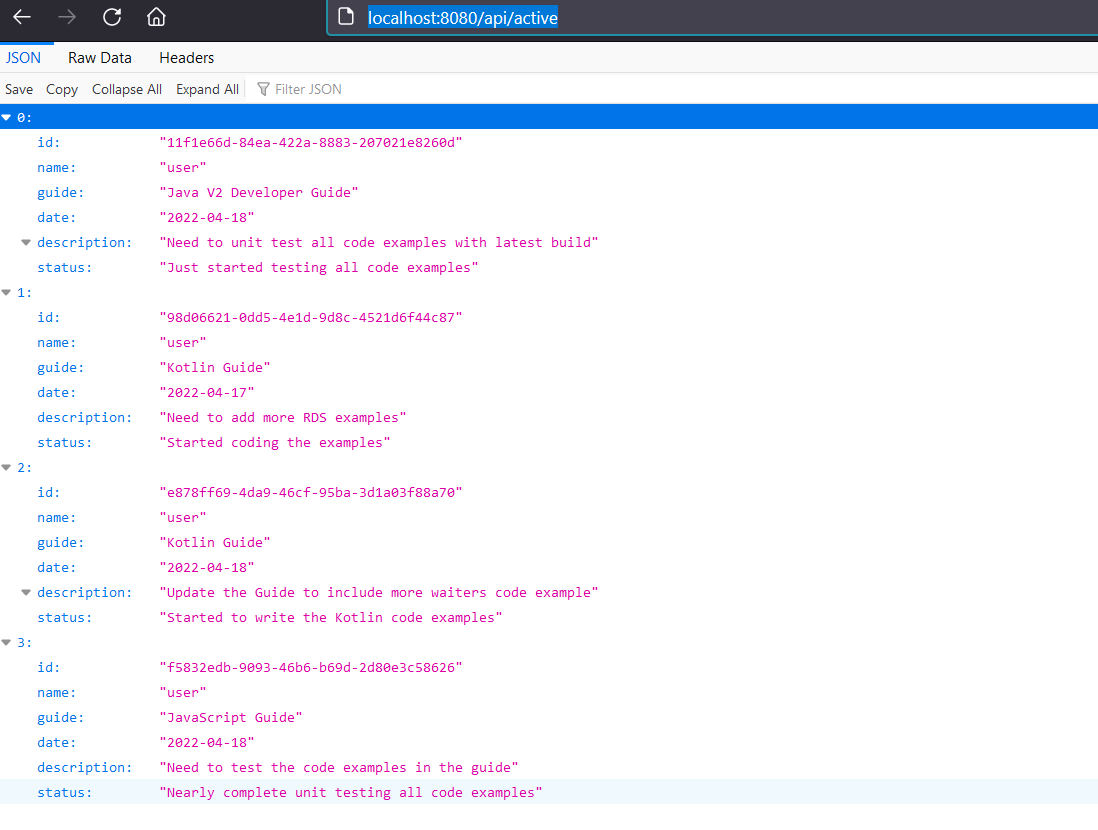 localhost:8080/api/active
JSON Raw Data Headers
Save Copy Collapse All Expand All Filter JSON
0:
id: "11f1e66d-84ea-422a-8883-207021e8260d"
name: "user"
guide: "Java V2 Developer Guide"
date: "2022-04-18"
description: "Need to unit test all code examples with latest build"
status: "Just started testing all code examples"
1:
id: "98d06621-0dd5-4e1d-9d8c-4521d6f44c87"
name: "user"
guide: "Kotlin Guide"
date: "2022-04-17"
description: "Need to add more RDS examples"
status: "Started coding the examples"
2:
id: "e878ff69-4da9-46cf-95ba-3d1a03f88a70"
name: "user"
guide: "Kotlin Guide"
date: "2022-04-18"
description: "Update the Guide to include more waiters code example"
status: "Started to write the Kotlin code examples"
3:
id: "f5832edb-9093-46b6-b69d-2d80e3c58626"
name: "user"
guide: "JavaScript Guide"
date: "2022-04-18"
description: "Need to test the code examples in the guide"
status: "Nearly complete unit testing all code examples"